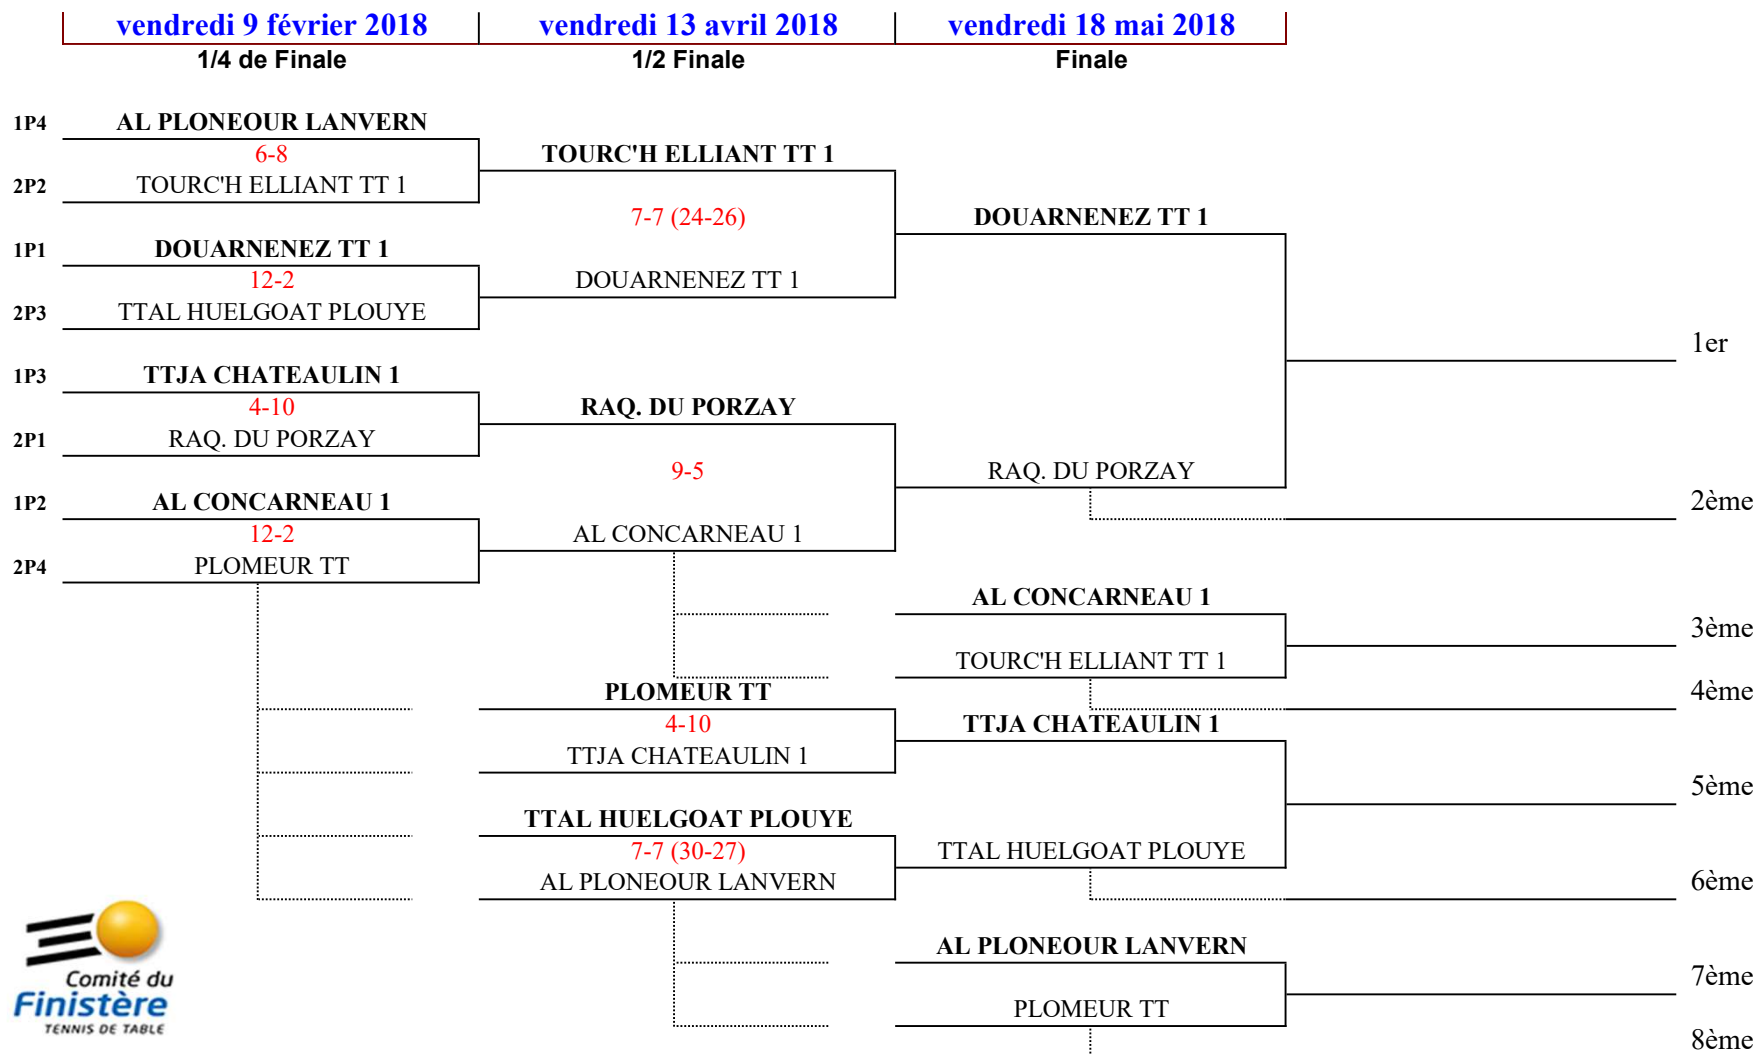 vendredi 9 février 2018 vendredi 13 avril 2018 vendredi 18 mai 2018
1/4 de Finale 1/2 Finale Finale
1P4 AL PLONEOUR LANVERN
6-8 TOURC'H ELLIANT TT 1
2P2 TOURC'H ELLIANT TT 1
7-7 (24-26) DOUARNENEZ TT 1
1P1 DOUARNENEZ TT 1
12-2 DOUARNENEZ TT 1
2P3 TTAL HUELGOAT PLOUYE
1er
1P3 TTJA CHATEAULIN 1
4-10 RAQ. DU PORZAY
2P1 RAQ. DU PORZAY
9-5 RAQ. DU PORZAY
1P2 AL CONCARNEAU 1 2ème
12-2 AL CONCARNEAU 1
2P4 PLOMEUR TT
AL CONCARNEAU 1
3ème
TOURC'H ELLIANT TT 1
PLOMEUR TT 4ème
4-10 TTJA CHATEAULIN 1
TTJA CHATEAULIN 1
5ème
TTAL HUELGOAT PLOUYE
7-7 (30-27) TTAL HUELGOAT PLOUYE
AL PLONEOUR LANVERN 6ème
AL PLONEOUR LANVERN
7ème
PLOMEUR TT
8ème
Comité du
Finistère
TENNIS DE TABLE